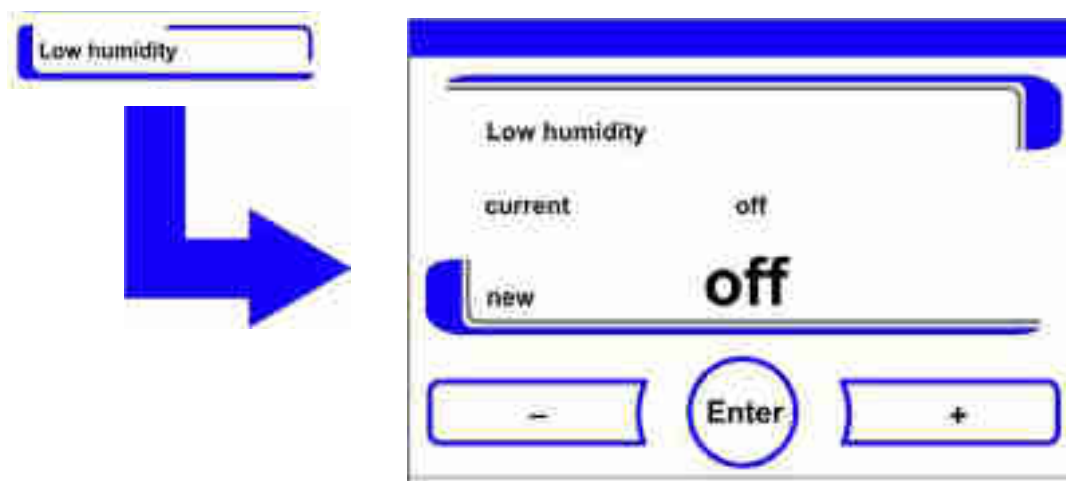 Low humidity
Low humidity
current off
new off
– Enter +